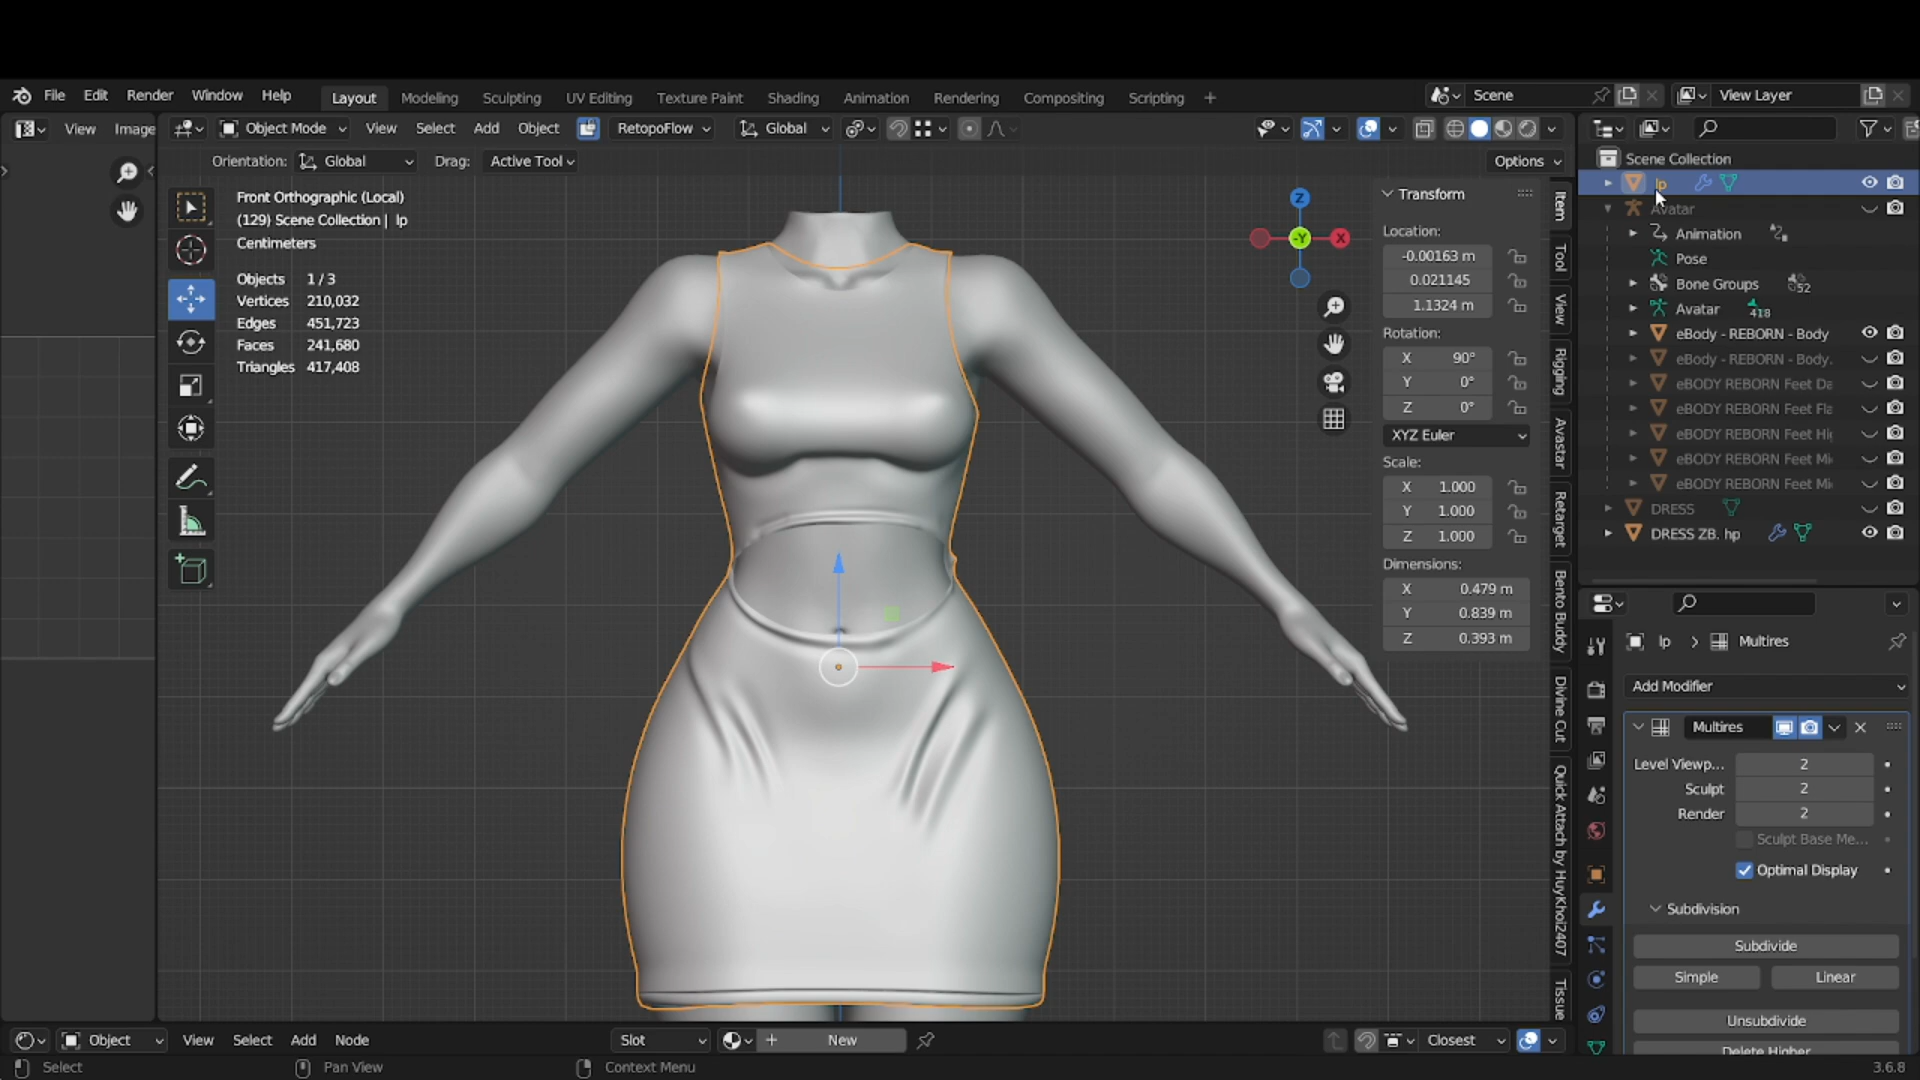 File Edit Render Window Help Layout Modeling Sculpting UV Editing Texture Paint Shading Animation Rendering Compositing Scripting + Scene View Layer
View Image Object Mode View Select Add Object RetopoFlow Global
Orientation: Global Drag: Active Tool Options
Front Orthographic (Local)
(129) Scene Collection | lp
Centimeters
Objects 1 / 3
Vertices 210,032
Edges 451,723
Faces 241,680
Triangles 417,408
Z
-Y
X
Transform
Location:
-0.00163 m
0.021145
1.1324 m
Rotation:
X 90°
Y 0°
Z 0°
XYZ Euler
Scale:
X 1.000
Y 1.000
Z 1.000
Dimensions:
X 0.479 m
Y 0.839 m
Z 0.393 m
Item
Tool
View
Rigging
Avastar
Retarget
Bento Buddy
Divine Cut
Quick Attach by HuyKhoi2407
Tissue
Scene Collection
lp
Avatar
Animation
Pose
Bone Groups 52
Avatar 418
eBody - REBORN - Body
eBody - REBORN - Body.
eBODY REBORN Feet Da
eBODY REBORN Feet Fla
eBODY REBORN Feet Hi
eBODY REBORN Feet Mi
eBODY REBORN Feet Mi
DRESS
DRESS ZB. hp
lp > Multires
Add Modifier
Multires
Level Viewp... 2
Sculpt 2
Render 2
Sculpt Base Me...
Optimal Display
Subdivision
Subdivide
Simple Linear
Unsubdivide
Delete Higher
Object View Select Add Node Slot + New Closest
Select Pan View Context Menu 3.6.8